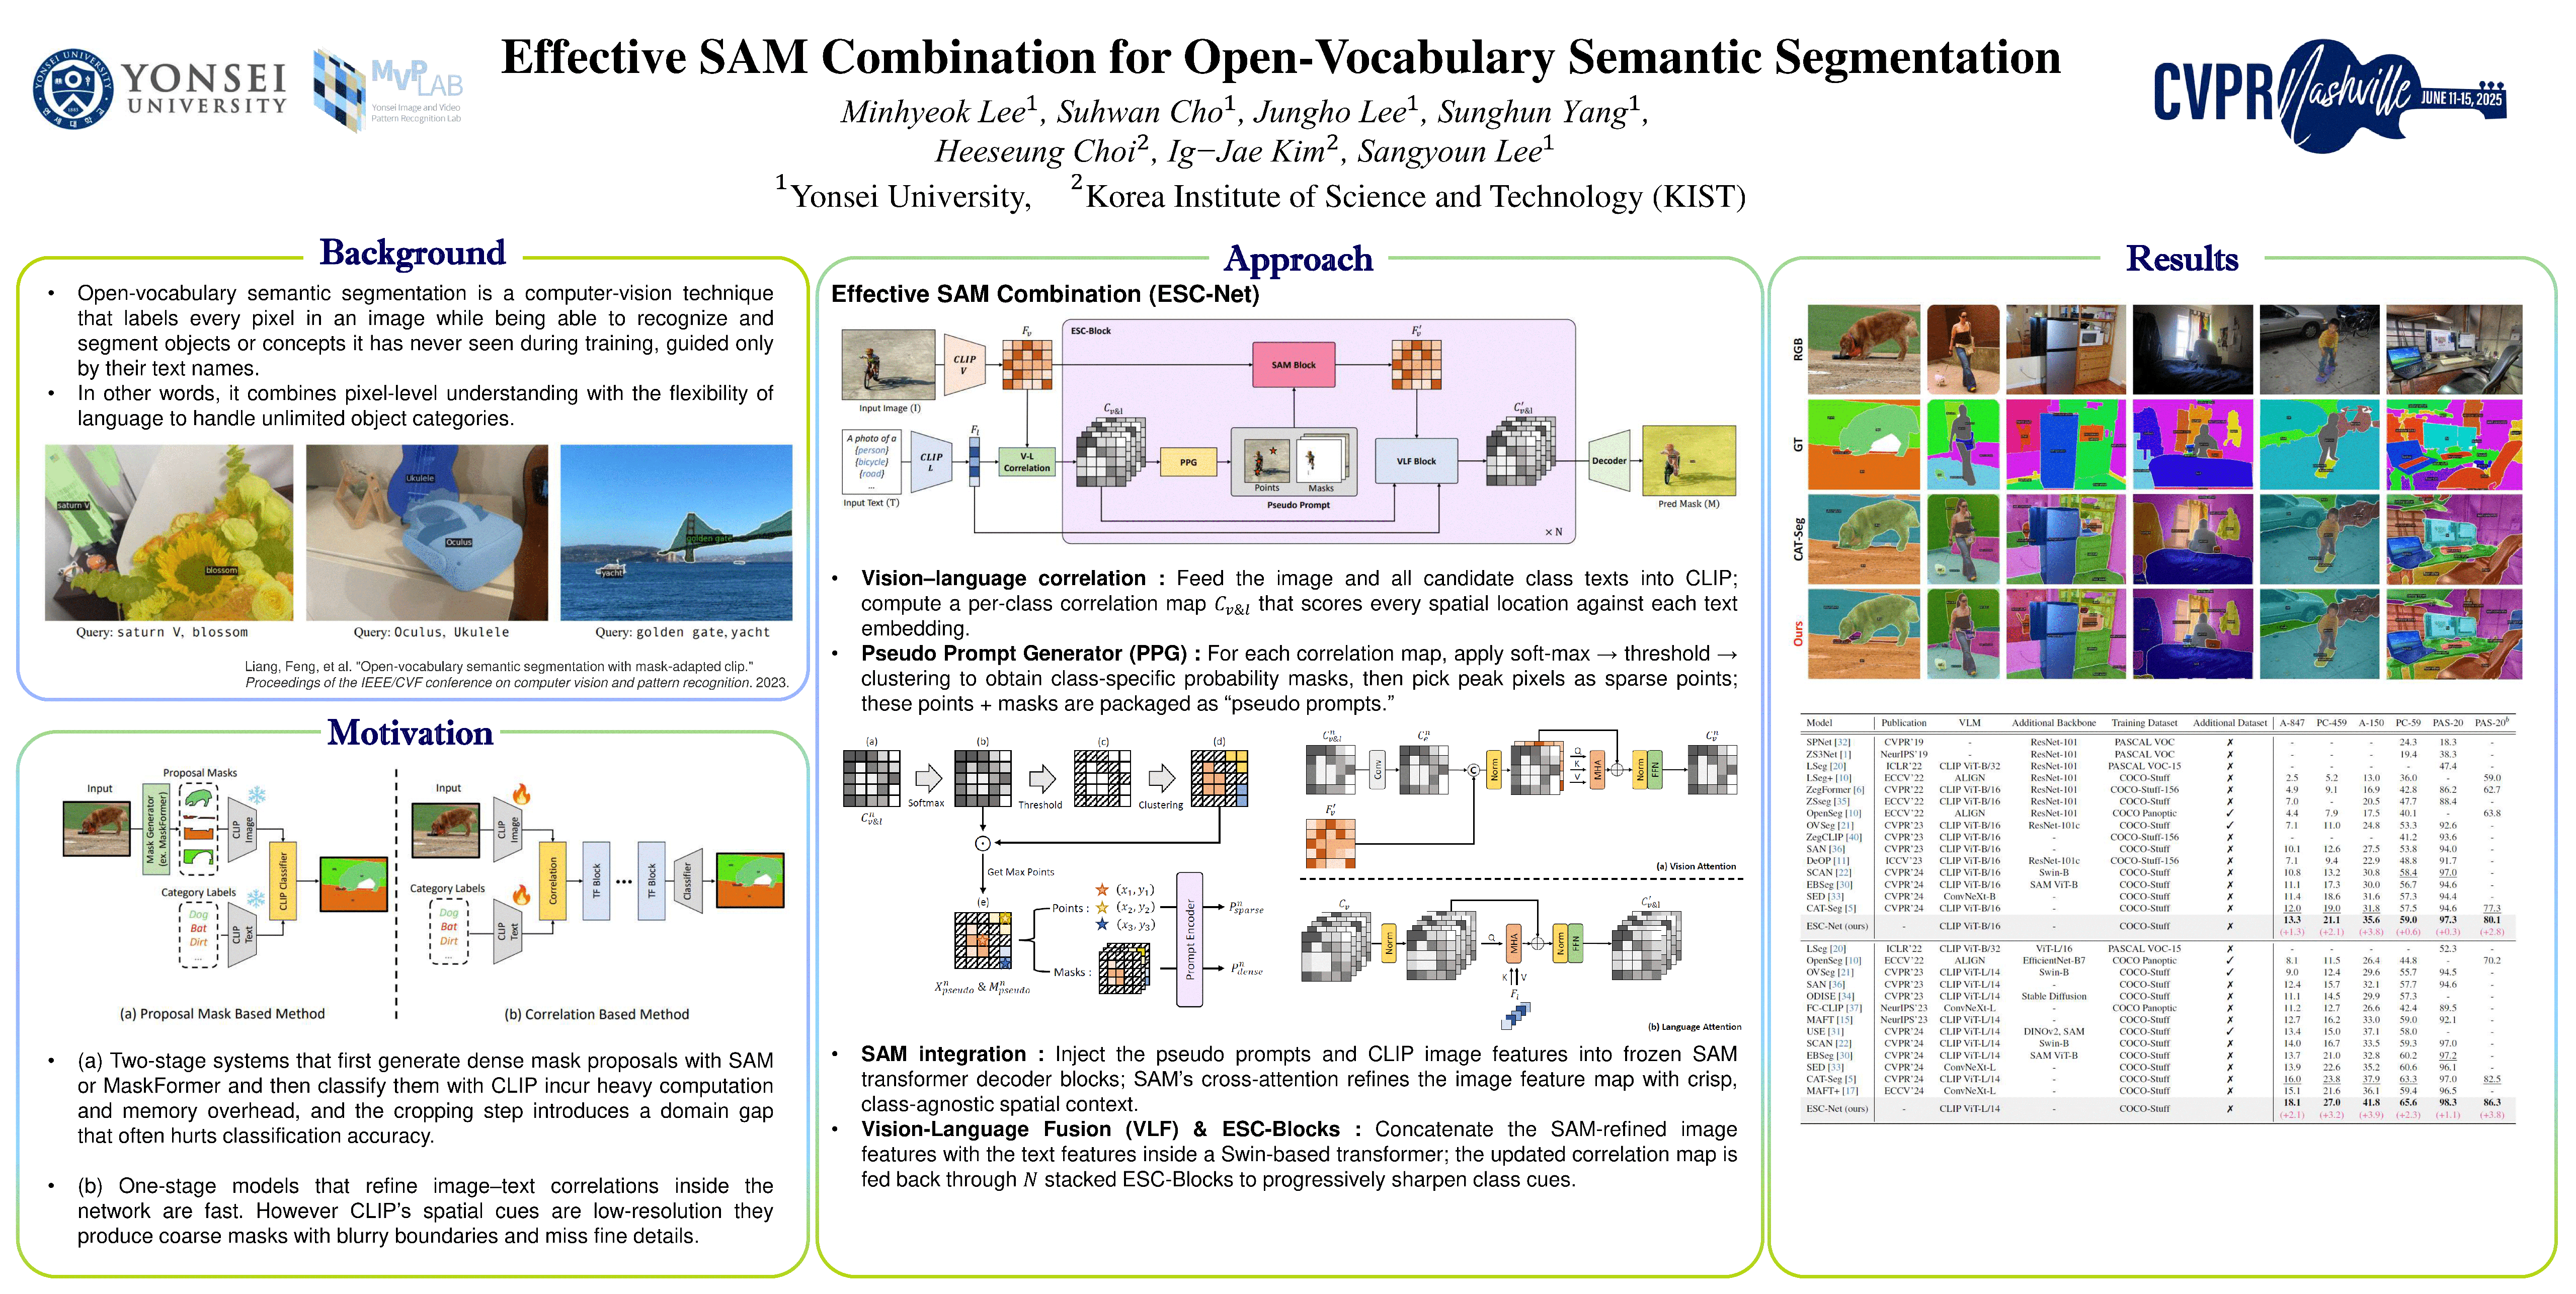 YONSEI
UNIVERSITY
MVPLAB
Yonsei Image and Video
Pattern Recognition Lab
Effective SAM Combination for Open-Vocabulary Semantic Segmentation
Minhyeok Lee¹, Suhwan Cho¹, Jungho Lee¹, Sunghun Yang¹,
Heeseung Choi², Ig−Jae Kim², Sangyoun Lee¹
¹Yonsei University, ²Korea Institute of Science and Technology (KIST)
CVPR Nashville JUNE 11-15, 2025
Background
• Open-vocabulary semantic segmentation is a computer-vision technique
that labels every pixel in an image while being able to recognize and
segment objects or concepts it has never seen during training, guided only
by their text names.
• In other words, it combines pixel-level understanding with the flexibility of
language to handle unlimited object categories.
saturn V
blossom
Ukulele
Oculus
golden gate
yacht
Query: saturn V, blossom
Query: Oculus, Ukulele
Query: golden gate, yacht
Liang, Feng, et al. "Open-vocabulary semantic segmentation with mask-adapted clip."
Proceedings of the IEEE/CVF conference on computer vision and pattern recognition. 2023.
Motivation
Input
Proposal Masks
Mask Generator
(ex. MaskFormer)
CLIP Image
CLIP Classifier
Category Labels
Dog
Bat
Dirt
...
CLIP Text
(a) Proposal Mask Based Method
Input
CLIP Image
Category Labels
Dog
Bat
Dirt
...
CLIP Text
Correlation
TF Block
TF Block
Classifier
(b) Correlation Based Method
• (a) Two-stage systems that first generate dense mask proposals with SAM
or MaskFormer and then classify them with CLIP incur heavy computation
and memory overhead, and the cropping step introduces a domain gap
that often hurts classification accuracy.
• (b) One-stage models that refine image–text correlations inside the
network are fast. However CLIP's spatial cues are low-resolution they
produce coarse masks with blurry boundaries and miss fine details.
Approach
Effective SAM Combination (ESC-Net)
Input Image (I)
CLIP V
F_v
ESC-Block
SAM Block
F'_v
A photo of a
{person}
{bicycle}
{road}
...
Input Text (T)
CLIP L
F_l
V-L Correlation
C_v&l
PPG
Points
Masks
Pseudo Prompt
VLF Block
C'_v&l
× N
Decoder
Pred Mask (M)
• Vision–language correlation : Feed the image and all candidate class texts into CLIP;
compute a per-class correlation map C_v&l that scores every spatial location against each text
embedding.
• Pseudo Prompt Generator (PPG) : For each correlation map, apply soft-max → threshold →
clustering to obtain class-specific probability masks, then pick peak pixels as sparse points;
these points + masks are packaged as “pseudo prompts.”
(a)
(b)
(c)
(d)
Softmax
Threshold
Clustering
C^n_v&l
Get Max Points
(e)
X^n_pseudo & M^n_pseudo
Points :
(x₁, y₁)
(x₂, y₂)
(x₃, y₃)
Masks :
Prompt Encoder
P^n_sparse
P^n_dense
C^n_v&l
Conv
C^n_e
F'_v
C
Norm
Q
K
V
MHA
Norm
FFN
C^n_v
(a) Vision Attention
C_v
Norm
Q
MHA
K
V
F_l
Norm
FFN
C'_v&l
(b) Language Attention
• SAM integration : Inject the pseudo prompts and CLIP image features into frozen SAM
transformer decoder blocks; SAM's cross-attention refines the image feature map with crisp,
class-agnostic spatial context.
• Vision-Language Fusion (VLF) & ESC-Blocks : Concatenate the SAM-refined image
features with the text features inside a Swin-based transformer; the updated correlation map is
fed back through N stacked ESC-Blocks to progressively sharpen class cues.
Results
RGB
GT
CAT-Seg
Ours
Model Publication VLM Additional Backbone Training Dataset Additional Dataset A-847 PC-459 A-150 PC-59 PAS-20 PAS-20^b
SPNet [32] CVPR'19 - ResNet-101 PASCAL VOC ✗ - - - 24.3 18.3 -
ZS3Net [1] NeurIPS'19 - ResNet-101 PASCAL VOC ✗ - - - 19.4 38.3 -
LSeg [20] ICLR'22 CLIP ViT-B/32 ResNet-101 PASCAL VOC-15 ✗ - - - - 47.4 -
LSeg+ [10] ECCV'22 ALIGN ResNet-101 COCO-Stuff ✗ 2.5 5.2 13.0 36.0 - 59.0
ZegFormer [6] CVPR'22 CLIP ViT-B/16 ResNet-101 COCO-Stuff-156 ✗ 4.9 9.1 16.9 42.8 86.2 62.7
ZSseg [35] ECCV'22 CLIP ViT-B/16 ResNet-101 COCO-Stuff ✗ 7.0 - 20.5 47.7 88.4 -
OpenSeg [10] ECCV'22 ALIGN ResNet-101 COCO Panoptic ✓ 4.4 7.9 17.5 40.1 - 63.8
OVSeg [21] CVPR'23 CLIP ViT-B/16 ResNet-101c COCO-Stuff ✓ 7.1 11.0 24.8 53.3 92.6 -
ZegCLIP [40] CVPR'23 CLIP ViT-B/16 - COCO-Stuff-156 ✗ - - - 41.2 93.6 -
SAN [36] CVPR'23 CLIP ViT-B/16 - COCO-Stuff ✗ 10.1 12.6 27.5 53.8 94.0 -
DeOP [11] ICCV'23 CLIP ViT-B/16 ResNet-101c COCO-Stuff-156 ✗ 7.1 9.4 22.9 48.8 91.7 -
SCAN [22] CVPR'24 CLIP ViT-B/16 Swin-B COCO-Stuff ✗ 10.8 13.2 30.8 58.4 97.0 -
EBSeg [30] CVPR'24 CLIP ViT-B/16 SAM ViT-B COCO-Stuff ✗ 11.1 17.3 30.0 56.7 94.6 -
SED [33] CVPR'24 ConvNeXt-B - COCO-Stuff ✗ 11.4 18.6 31.6 57.3 94.4 -
CAT-Seg [5] CVPR'24 CLIP ViT-B/16 - COCO-Stuff ✗ 12.0 19.0 31.8 57.5 94.6 77.3
ESC-Net (ours) - CLIP ViT-B/16 - COCO-Stuff ✗ 13.3 21.1 35.6 59.0 97.3 80.1
(+1.3) (+2.1) (+3.8) (+0.6) (+0.3) (+2.8)
LSeg [20] ICLR'22 CLIP ViT-B/32 ViT-L/16 PASCAL VOC-15 ✗ - - - - 52.3 -
OpenSeg [10] ECCV'22 ALIGN EfficientNet-B7 COCO Panoptic ✓ 8.1 11.5 26.4 44.8 - 70.2
OVSeg [21] CVPR'23 CLIP ViT-L/14 Swin-B COCO-Stuff ✓ 9.0 12.4 29.6 55.7 94.5 -
SAN [36] CVPR'23 CLIP ViT-L/14 - COCO-Stuff ✗ 12.4 15.7 32.1 57.7 94.6 -
ODISE [34] CVPR'23 CLIP ViT-L/14 Stable Diffusion COCO-Stuff ✗ 11.1 14.5 29.9 57.3 - -
FC-CLIP [37] NeurIPS'23 ConvNeXt-L - COCO Panoptic ✗ 11.2 12.7 26.6 42.4 89.5 -
MAFT [15] NeurIPS'23 CLIP ViT-L/14 - COCO-Stuff ✗ 12.7 16.2 33.0 59.0 92.1 -
USE [31] CVPR'24 CLIP ViT-L/14 DINOv2, SAM COCO-Stuff ✓ 13.4 15.0 37.1 58.0 - -
SCAN [22] CVPR'24 CLIP ViT-L/14 Swin-B COCO-Stuff ✗ 14.0 16.7 33.5 59.3 97.0 -
EBSeg [30] CVPR'24 CLIP ViT-L/14 SAM ViT-B COCO-Stuff ✗ 13.7 21.0 32.8 60.2 97.2 -
SED [33] CVPR'24 ConvNeXt-L - COCO-Stuff ✗ 13.9 22.6 35.2 60.6 96.1 -
CAT-Seg [5] CVPR'24 CLIP ViT-L/14 - COCO-Stuff ✗ 16.0 23.8 37.9 63.3 97.0 82.5
MAFT+ [17] ECCV'24 ConvNeXt-L - COCO-Stuff ✗ 15.1 21.6 36.1 59.4 96.5 -
ESC-Net (ours) - CLIP ViT-L/14 - COCO-Stuff ✗ 18.1 27.0 41.8 65.6 98.3 86.3
(+2.1) (+3.2) (+3.9) (+2.3) (+1.1) (+3.8)